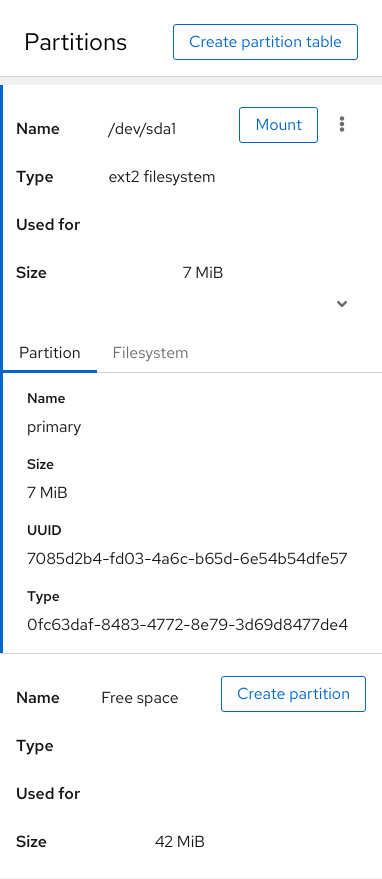 Partitions Create partition table
Name /dev/sda1 Mount
Type ext2 filesystem
Used for
Size 7 MiB
Partition Filesystem
Name
primary
Size
7 MiB
UUID
7085d2b4-fd03-4a6c-b65d-6e54b54dfe57
Type
0fc63daf-8483-4772-8e79-3d69d8477de4
Name Free space Create partition
Type
Used for
Size 42 MiB